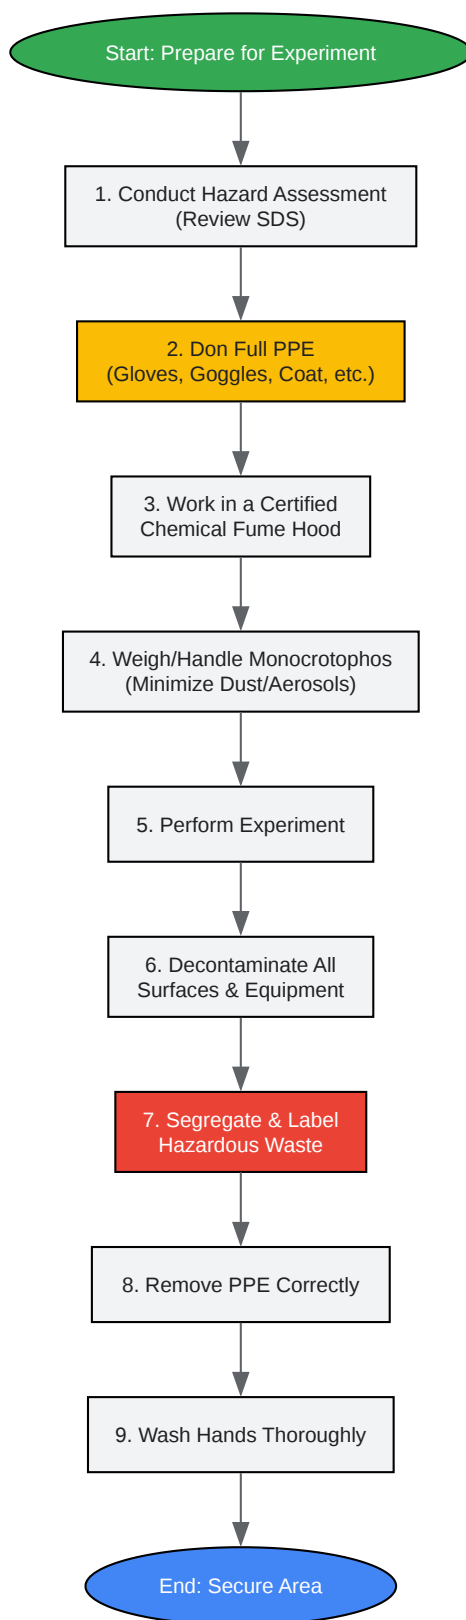 Start: Prepare for Experiment
1. Conduct Hazard Assessment
(Review SDS)
2. Don Full PPE
(Gloves, Goggles, Coat, etc.)
3. Work in a Certified
Chemical Fume Hood
4. Weigh/Handle Monocrotophos
(Minimize Dust/Aerosols)
5. Perform Experiment
6. Decontaminate All
Surfaces & Equipment
7. Segregate & Label
Hazardous Waste
8. Remove PPE Correctly
9. Wash Hands Thoroughly
End: Secure Area